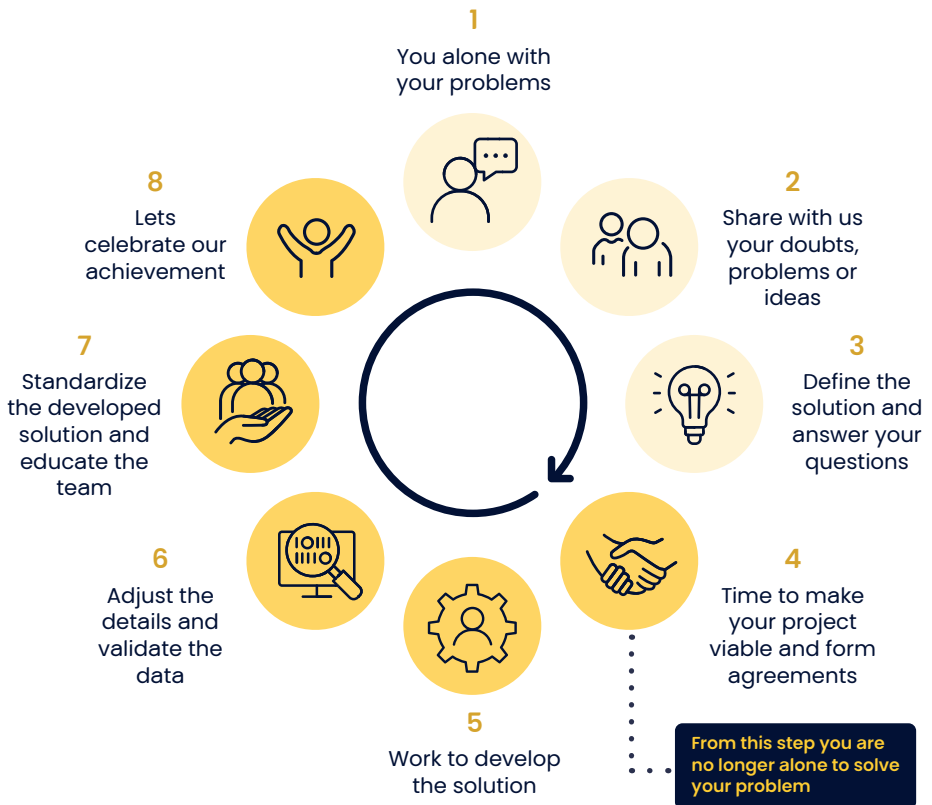 1
You alone with
your problems
2
Share with us
your doubts,
problems or
ideas
3
Define the
solution and
answer your
questions
4
Time to make
your project
viable and form
agreements
From this step you are
no longer alone to solve
your problem
5
Work to develop
the solution
6
Adjust the
details and
validate the
data
7
Standardize
the developed
solution and
educate the
team
8
Lets
celebrate our
achievement